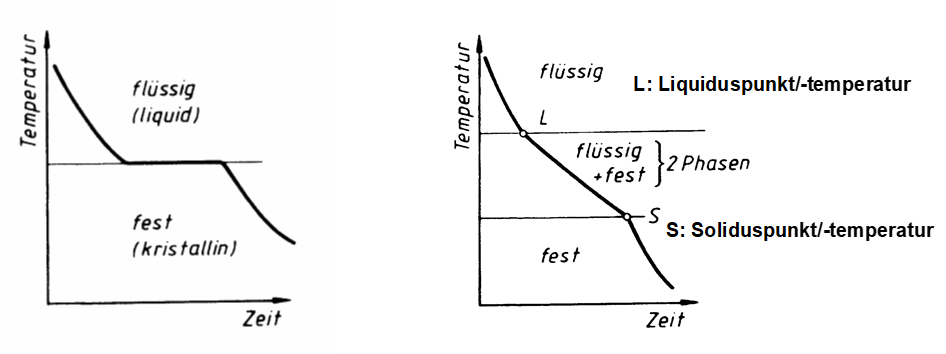 Temperatur
flüssig
(liquid)
fest
(kristallin)
Zeit
Temperatur
flüssig
L: Liquiduspunkt/-temperatur
L
flüssig
+fest
2 Phasen
S
S: Soliduspunkt/-temperatur
fest
Zeit